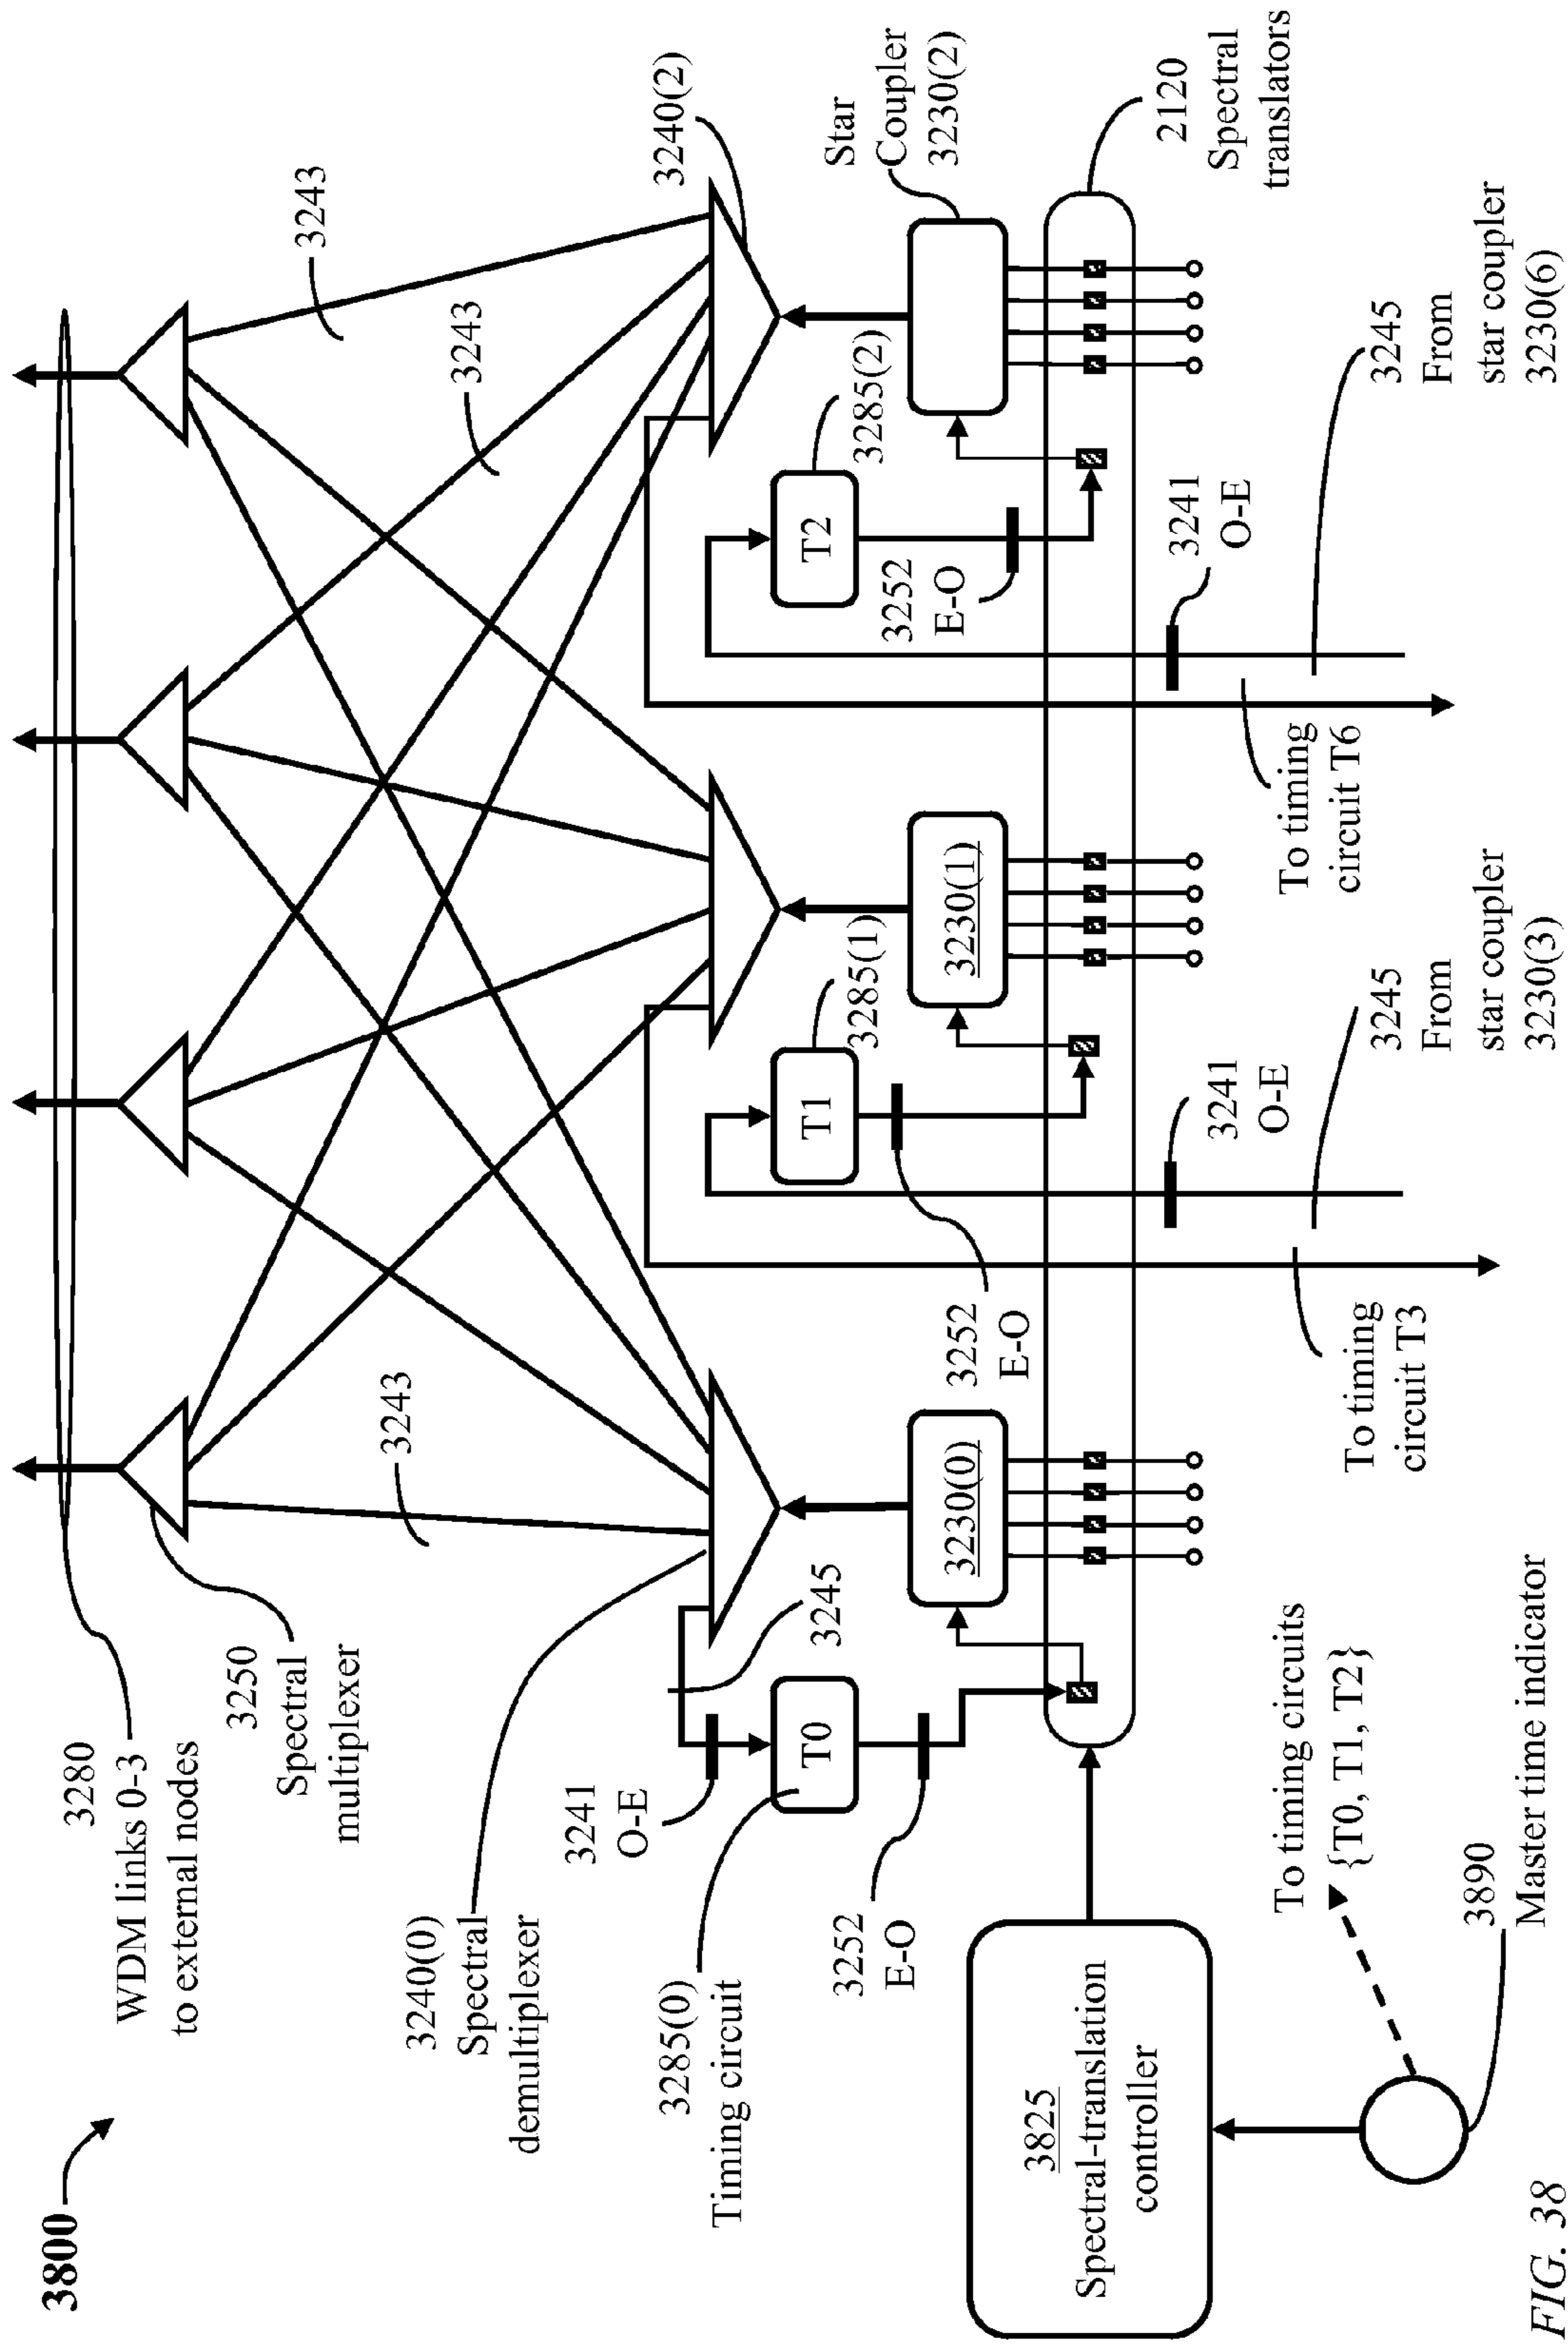 3800
3280
WDM links 0-3
to external nodes
3250
Spectral
multiplexer
3243
3243
3243
3240(0)
Spectral
demultiplexer
3240(2)
3285(0)
Timing circuit
3241
O-E
3245
T0
3252
E-O
3230(0)
T1
3285(1)
3252
E-O
3230(1)
T2
3285(2)
3252
E-O
Star
Coupler
3230(2)
2120
Spectral
translators
3825
Spectral-translation
controller
To timing circuits
{T0, T1, T2}
3890
Master time indicator
To timing
circuit T3
3241
O-E
3245
From
star coupler
3230(3)
To timing
circuit T6
3241
O-E
3245
From
star coupler
3230(6)
FIG. 38